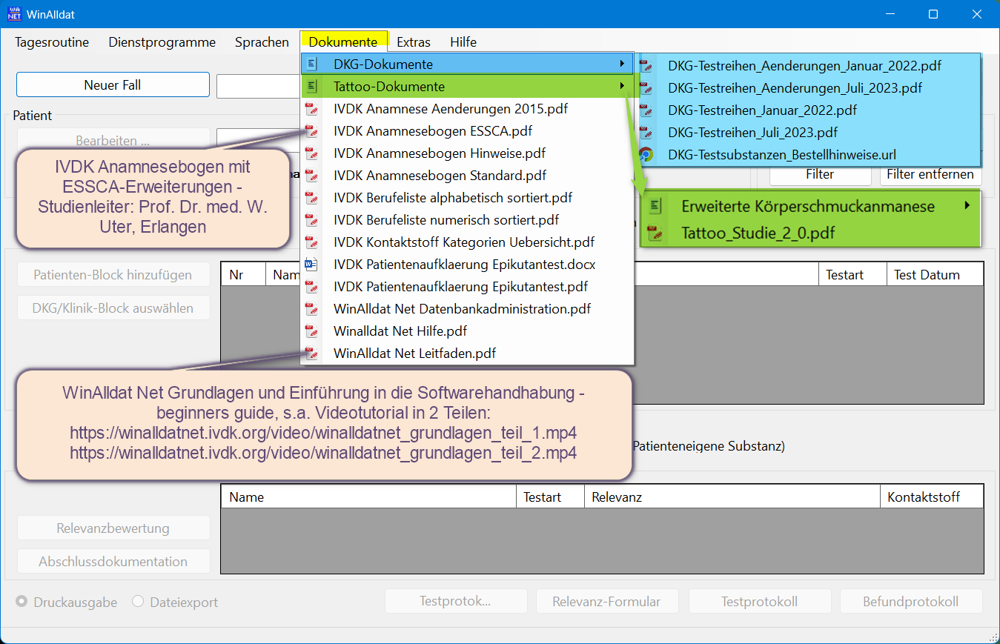 WA
NET
WinAlldat
Tagesroutine Dienstprogramme Sprachen Dokumente Extras Hilfe
Neuer Fall
Patient
Bearbeiten ...
DKG-Dokumente
Tattoo-Dokumente
IVDK Anamnese Aenderungen 2015.pdf
IVDK Anamnesebogen ESSCA.pdf
IVDK Anamnesebogen Hinweise.pdf
IVDK Anamnesebogen Standard.pdf
IVDK Berufeliste alphabetisch sortiert.pdf
IVDK Berufeliste numerisch sortiert.pdf
IVDK Kontaktstoff Kategorien Uebersicht.pdf
IVDK Patientenaufklaerung Epikutantest.docx
IVDK Patientenaufklaerung Epikutantest.pdf
WinAlldat Net Datenbankadministration.pdf
Winalldat Net Hilfe.pdf
WinAlldat Net Leitfaden.pdf
DKG-Testreihen_Aenderungen_Januar_2022.pdf
DKG-Testreihen_Aenderungen_Juli_2023.pdf
DKG-Testreihen_Januar_2022.pdf
DKG-Testreihen_Juli_2023.pdf
DKG-Testsubstanzen_Bestellhinweise.url
Filter Filter entfernen
Erweiterte Körperschmuckanmanese
Tattoo_Studie_2_0.pdf
IVDK Anamnesebogen mit
ESSCA-Erweiterungen -
Studienleiter: Prof. Dr. med. W.
Uter, Erlangen
Patienten-Block hinzufügen
DKG/Klinik-Block auswählen
Nr Nam Testart Test Datum
WinAlldat Net Grundlagen und Einführung in die Softwarehandhabung -
beginners guide, s.a. Videotutorial in 2 Teilen:
https://winalldatnet.ivdk.org/video/winalldatnet_grundlagen_teil_1.mp4
https://winalldatnet.ivdk.org/video/winalldatnet_grundlagen_teil_2.mp4
Patienteneigene Substanz)
Name Testart Relevanz Kontaktstoff
Relevanzbewertung
Abschlussdokumentation
Druckausgabe Dateiexport Testprotok... Relevanz-Formular Testprotokoll Befundprotokoll